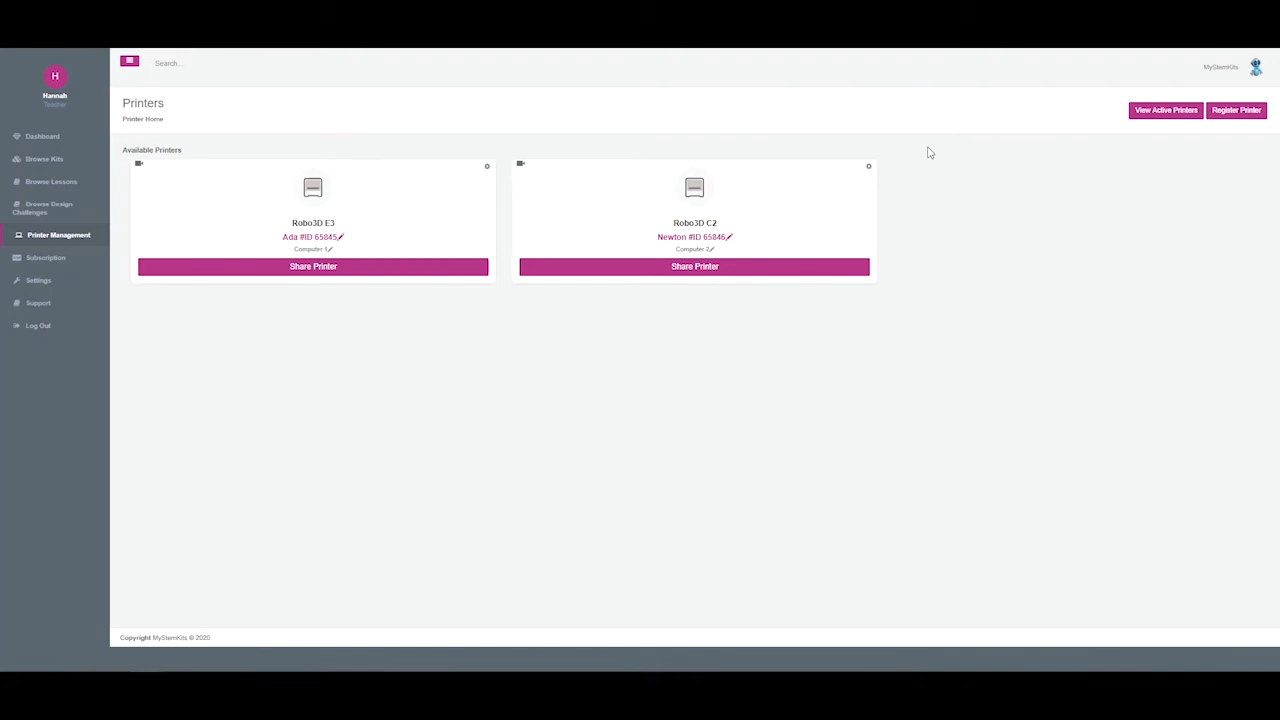 H
Hannah
Teacher
Dashboard
Browse Kits
Browse Lessons
Browse Design
Challenges
Printer Management
Subscription
Settings
Support
Log Out
Search...
MyStemKits
Printers
Printer Home
View Active Printers
Register Printer
Available Printers
Robo3D E3
Ada #ID 65845
Computer 1
Share Printer
Robo3D C2
Newton #ID 65846
Computer 2
Share Printer
Copyright MyStemKits © 2020